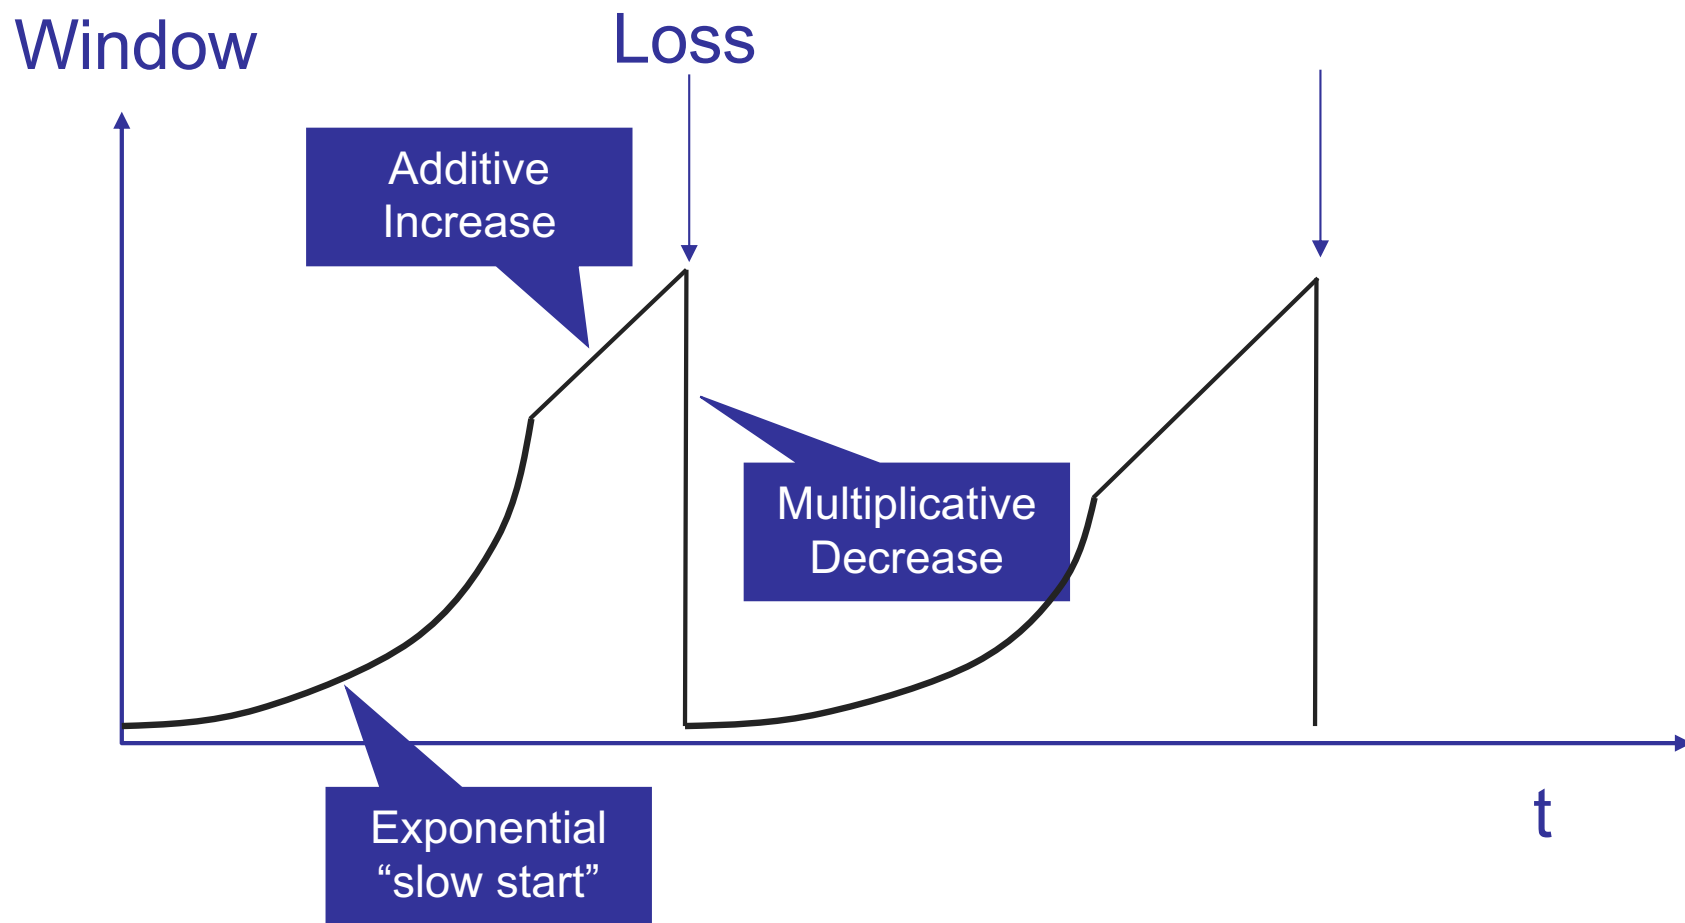 Window
Loss
Additive
Increase
Multiplicative
Decrease
Exponential
“slow start”
t